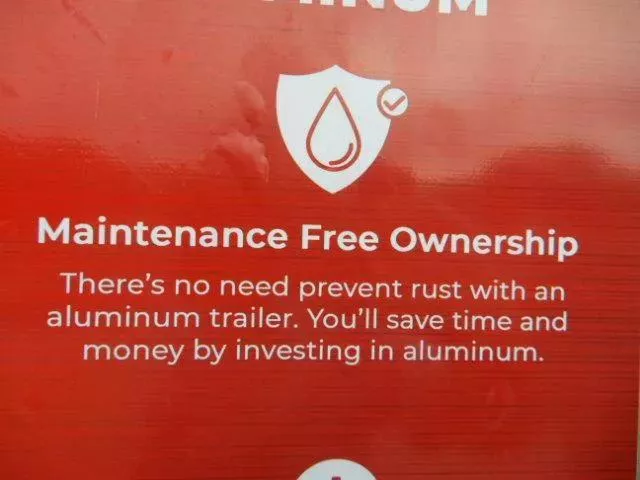 Maintenance Free Ownership
There's no need prevent rust with an
aluminum trailer. You'll save time and
money by investing in aluminum.